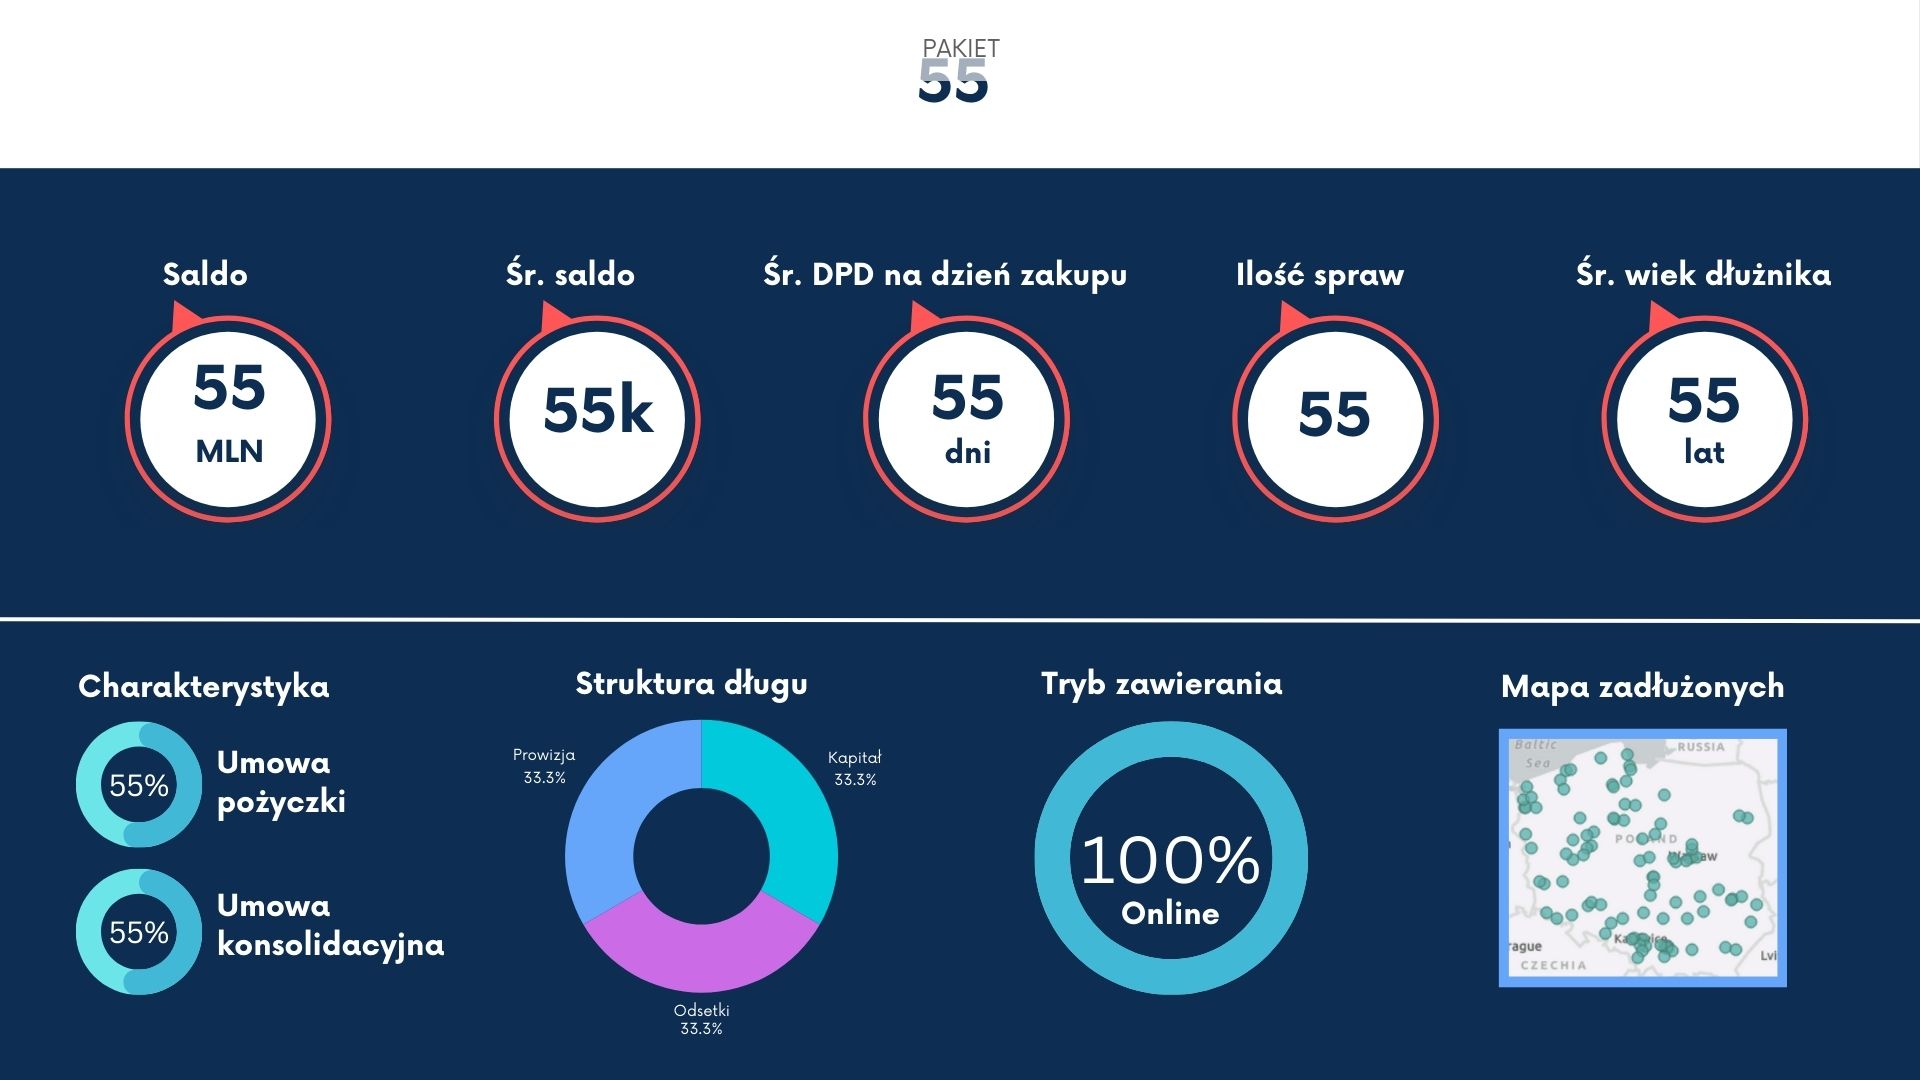 PAKIET
55
Saldo
Śr. saldo
Śr. DPD na dzień zakupu
Ilość spraw
Śr. wiek dłużnika
55
MLN
55k
55
dni
55
55
lat
Charakterystyka
Struktura długu
Tryb zawierania
Mapa zadłużonych
55%
Umowa
pożyczki
55%
Umowa
konsolidacyjna
Prowizja
33.3%
Kapitał
33.3%
Odsetki
33.3%
100%
Online
Baltic
Sea
RUSSIA
POLAND
Warsaw
Katowice
rague
CZECHIA
Lvi